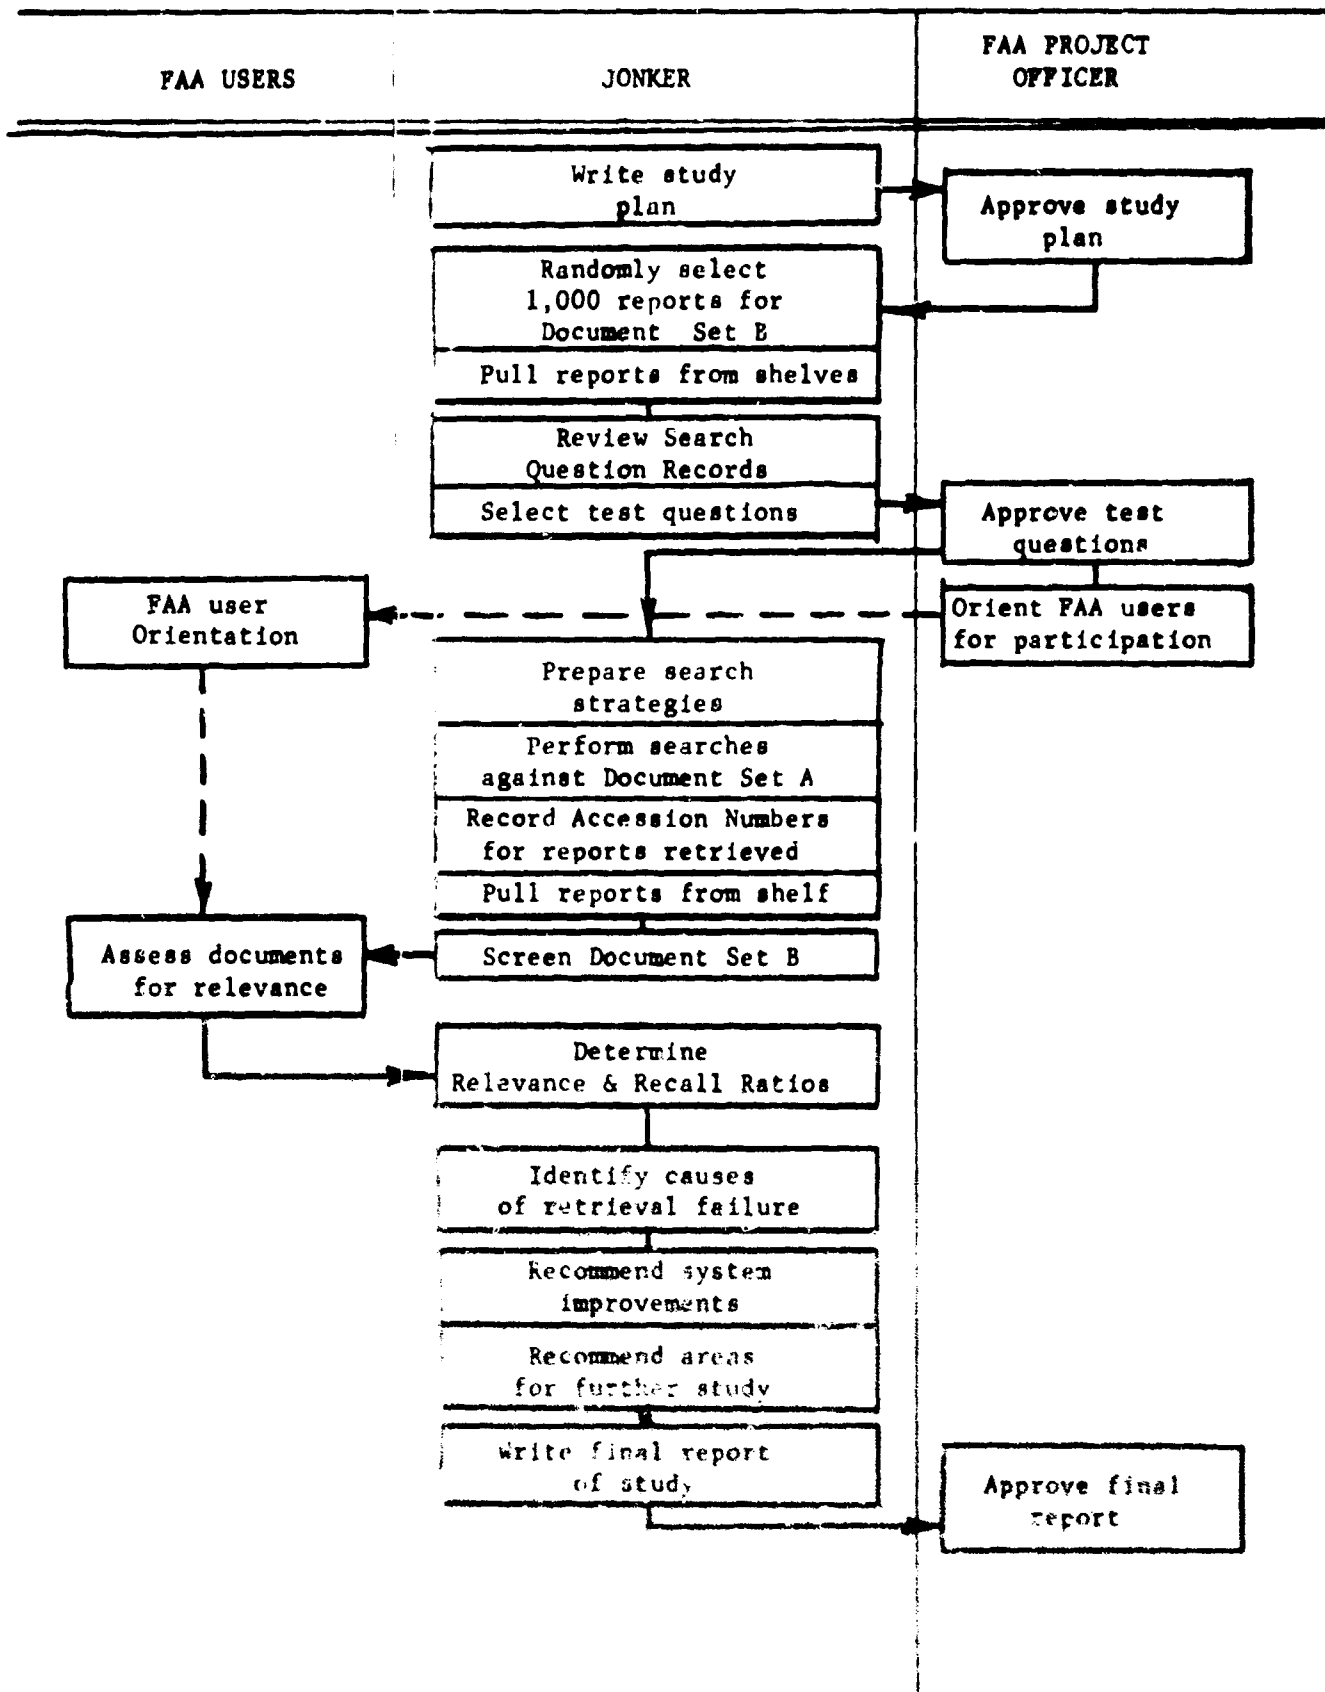 FAA USERS
JONKER
FAA PROJECT
OFFICER
Write study
plan
Approve study
plan
Randomly select
1,000 reports for
Document Set B
Pull reports from shelves
Review Search
Question Records
Select test questions
Approve test
questions
FAA user
Orientation
Orient FAA users
for participation
Prepare search
strategies
Perform searches
against Document Set A
Record Accession Numbers
for reports retrieved
Pull reports from shelf
Assess documents
for relevance
Screen Document Set B
Determine
Relevance & Recall Ratios
Identify causes
of retrieval failure
Recommend system
improvements
Recommend areas
for further study
Write final report
of study
Approve final
report